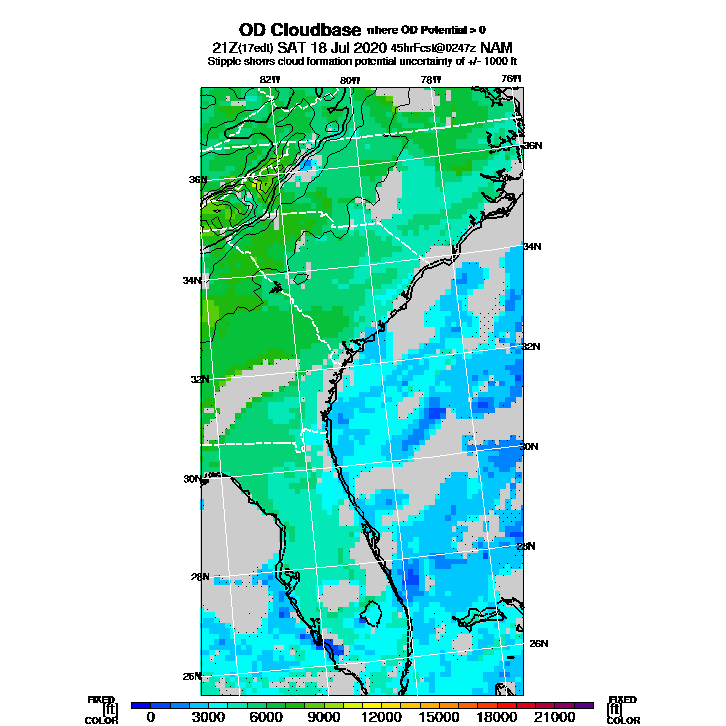 OD Cloudbase where OD Potential > 0
21Z(17edt) SAT 18 Jul 2020 45hrFcst@0247z NAM
Stipple shows cloud formation potential uncertainty of +/- 1000 ft
82W 80W 78W 76W
36N
36N
34N
34N
32N
32N
30N
30N
28N
28N
26N
26N
FIXED FIXED
[ft] [ft]
COLOR 0 3000 6000 9000 12000 15000 18000 21000 COLOR